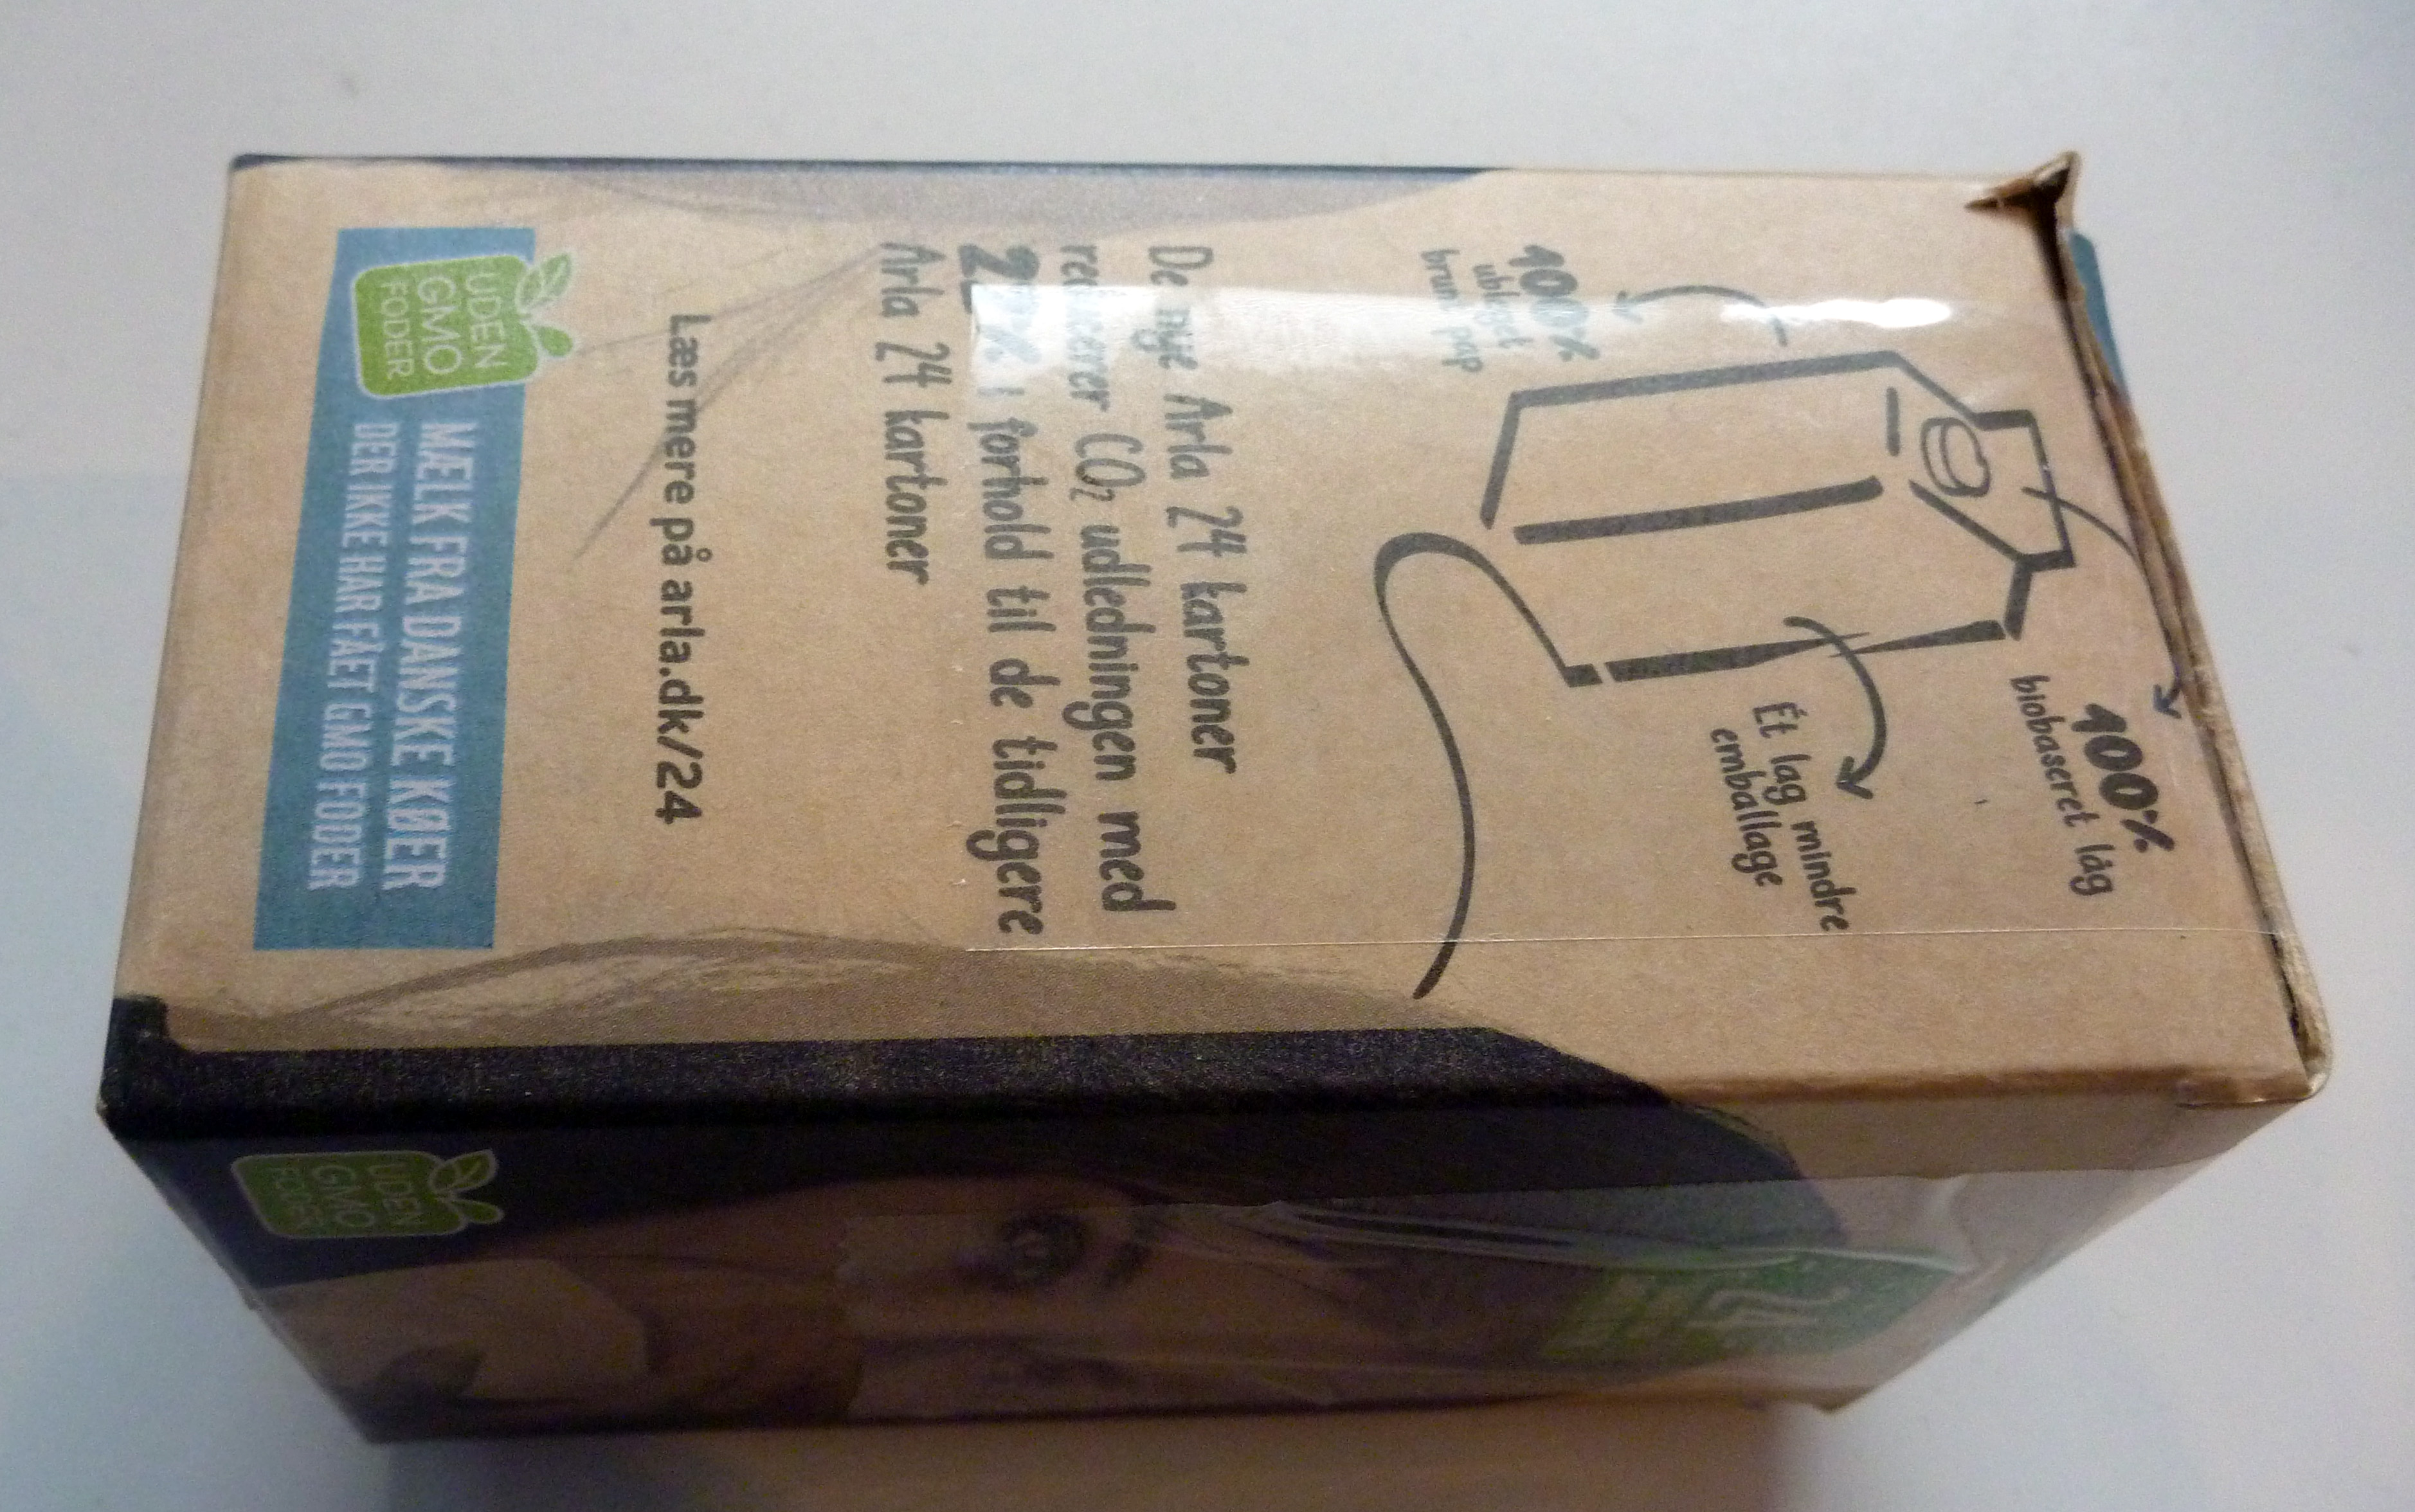 100%
biobaseret låg
Ét lag mindre
emballage
100%
ubleget
brunt pap
De nye Arla 24 kartoner
reducerer CO₂ udledningen med
i forhold til de tidligere
Arla 24 kartoner
Læs mere på arla.dk/24
UDEN
GMO
FODER
MÆLK FRA DANSKE KØER
DER IKKE HAR FÅET GMO FODER
24
UDEN
GMO
FODER